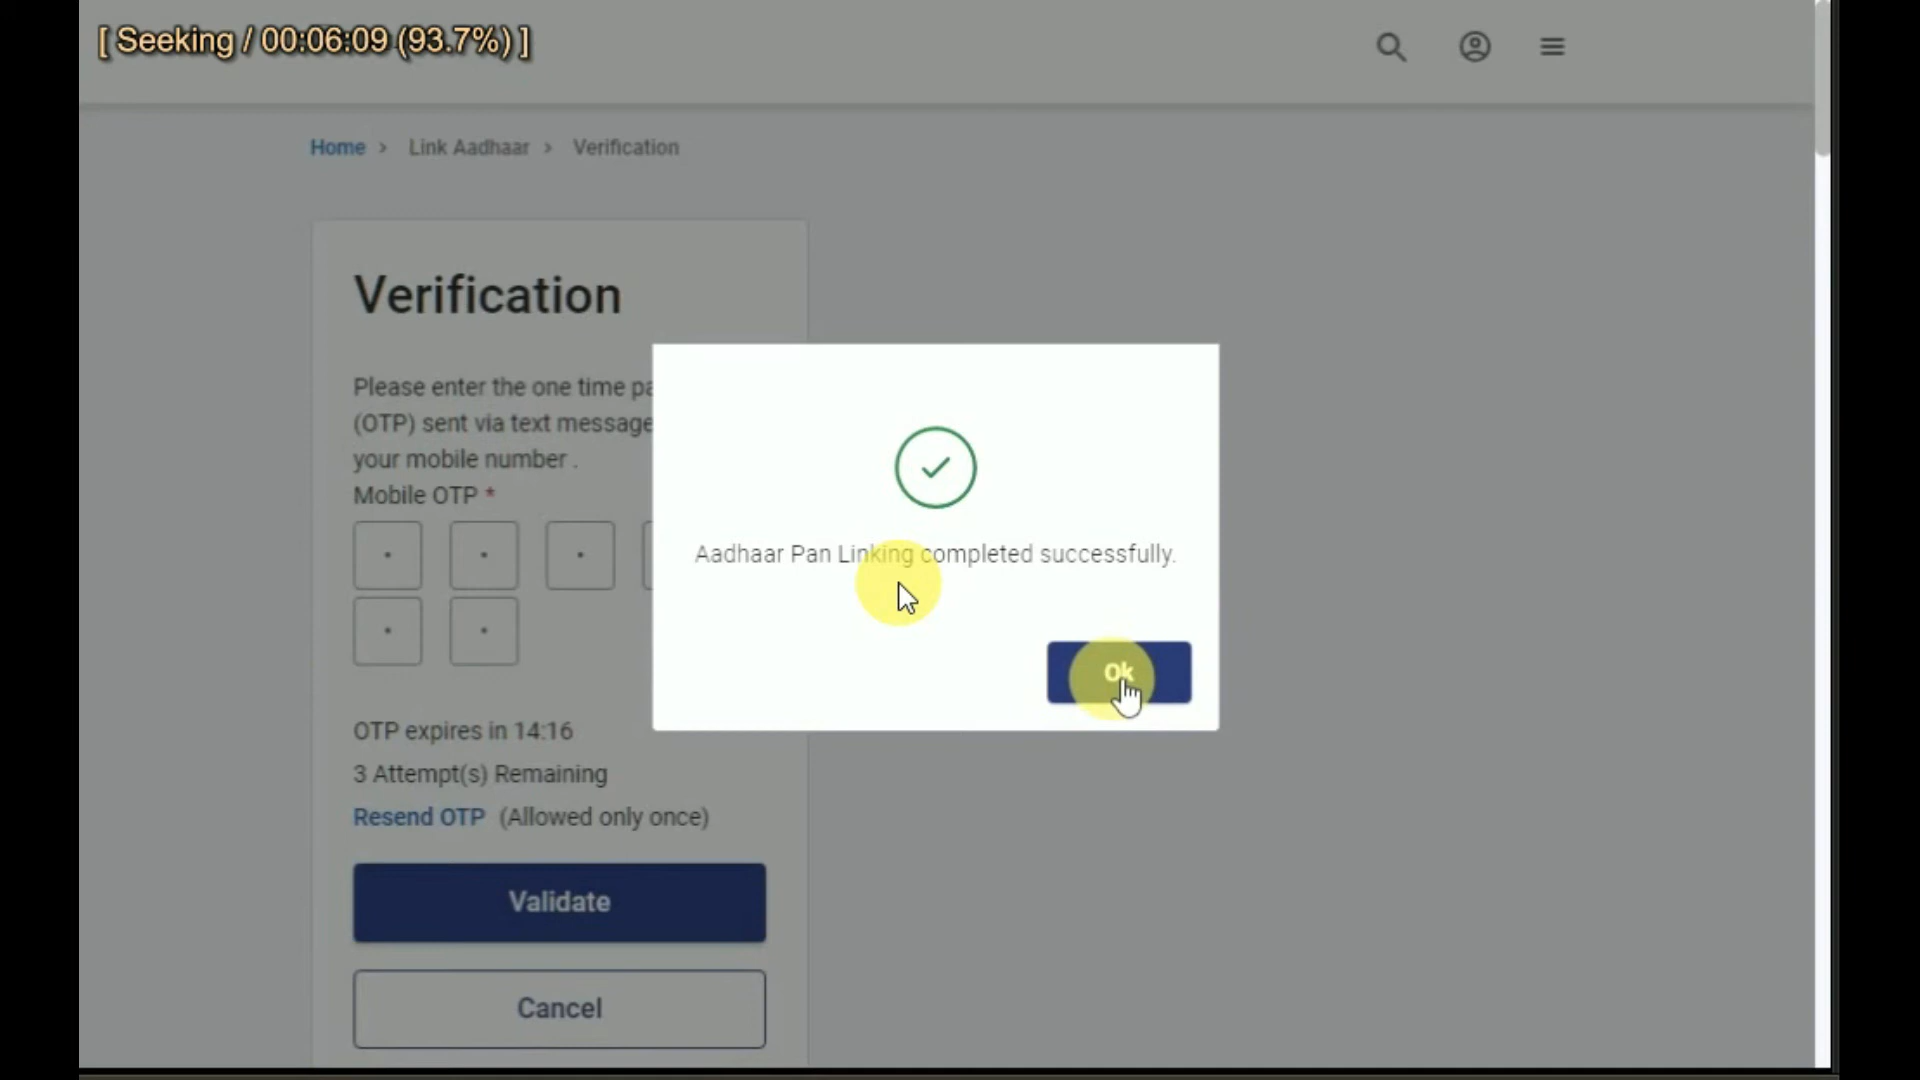 [ Seeking / 00:06:09 (93.7%) ]
Home > Link Aadhaar > Verification
Verification
Please enter the one time
(OTP) sent via text message
your mobile number .
Mobile OTP *
Aadhaar Pan Linking completed successfully.
Ok
OTP expires in 14:16
3 Attempt(s) Remaining
Resend OTP (Allowed only once)
Validate
Cancel